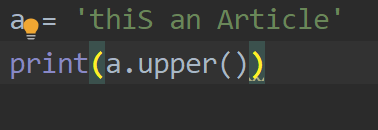 a = 'thiS an Article'
print(a.upper())